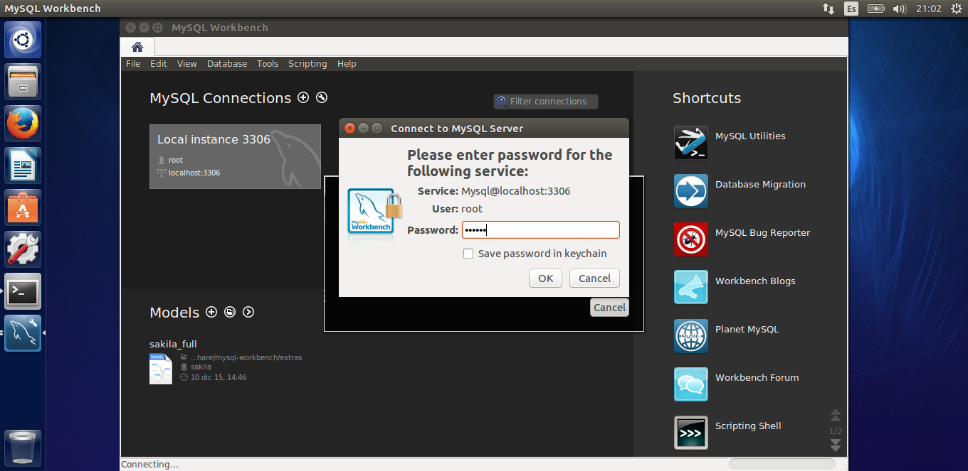 MySQL Workbench
Es
21:02
MySQL Workbench
File Edit View Database Tools Scripting Help
MySQL Connections
Filter connections
Local instance 3306
root
localhost:3306
Connect to MySQL Server
Please enter password for the
following service:
Service: Mysql@localhost:3306
User: root
Password: ••••••
Save password in keychain
OK Cancel
MySQL
Workbench
Cancel
Models
sakila_full
...hare/mysql-workbench/extras
sakila
10 dic 15, 14:46
Shortcuts
MySQL Utilities
Database Migration
MySQL Bug Reporter
Workbench Blogs
Planet MySQL
Workbench Forum
>>>
Scripting Shell
1/2
Connecting...